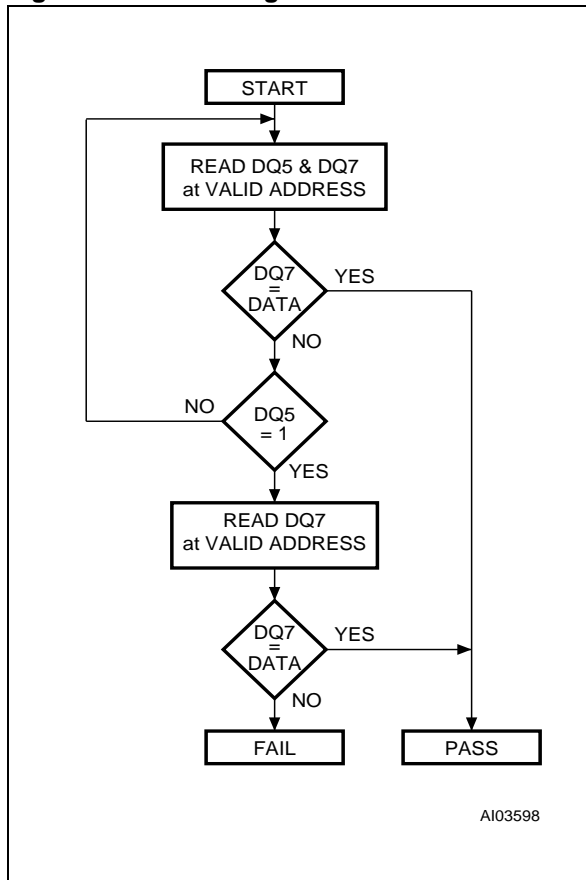 START
READ DQ5 & DQ7
at VALID ADDRESS
DQ7
=
DATA
YES
NO
DQ5
= 1
NO
YES
READ DQ7
at VALID ADDRESS
DQ7
=
DATA
YES
NO
FAIL
PASS
AI03598